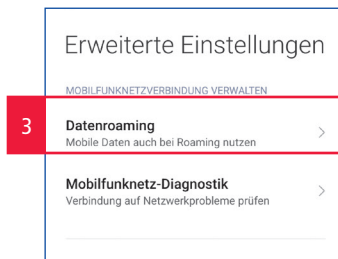 Erweiterte Einstellungen
MOBILFUNKNETZVERBINDUNG VERWALTEN
3
Datenroaming
Mobile Daten auch bei Roaming nutzen
Mobilfunknetz-Diagnostik
Verbindung auf Netzwerkprobleme prüfen